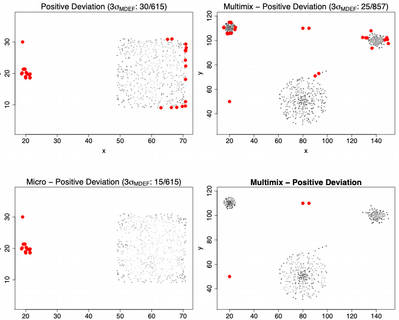 Positive Deviation (3σMDEF: 30/615)
40
30
20
10
20 30 40 50 60 70
x
Multimix – Positive Deviation (3σMDEF: 25/857)
120
100
80
60
40
y
20 40 60 80 100 120 140
x
Micro – Positive Deviation (3σMDEF: 15/615)
40
30
20
10
20 30 40 50 60 70
Multimix – Positive Deviation
120
100
80
60
40
y
20 40 60 80 100 120 140